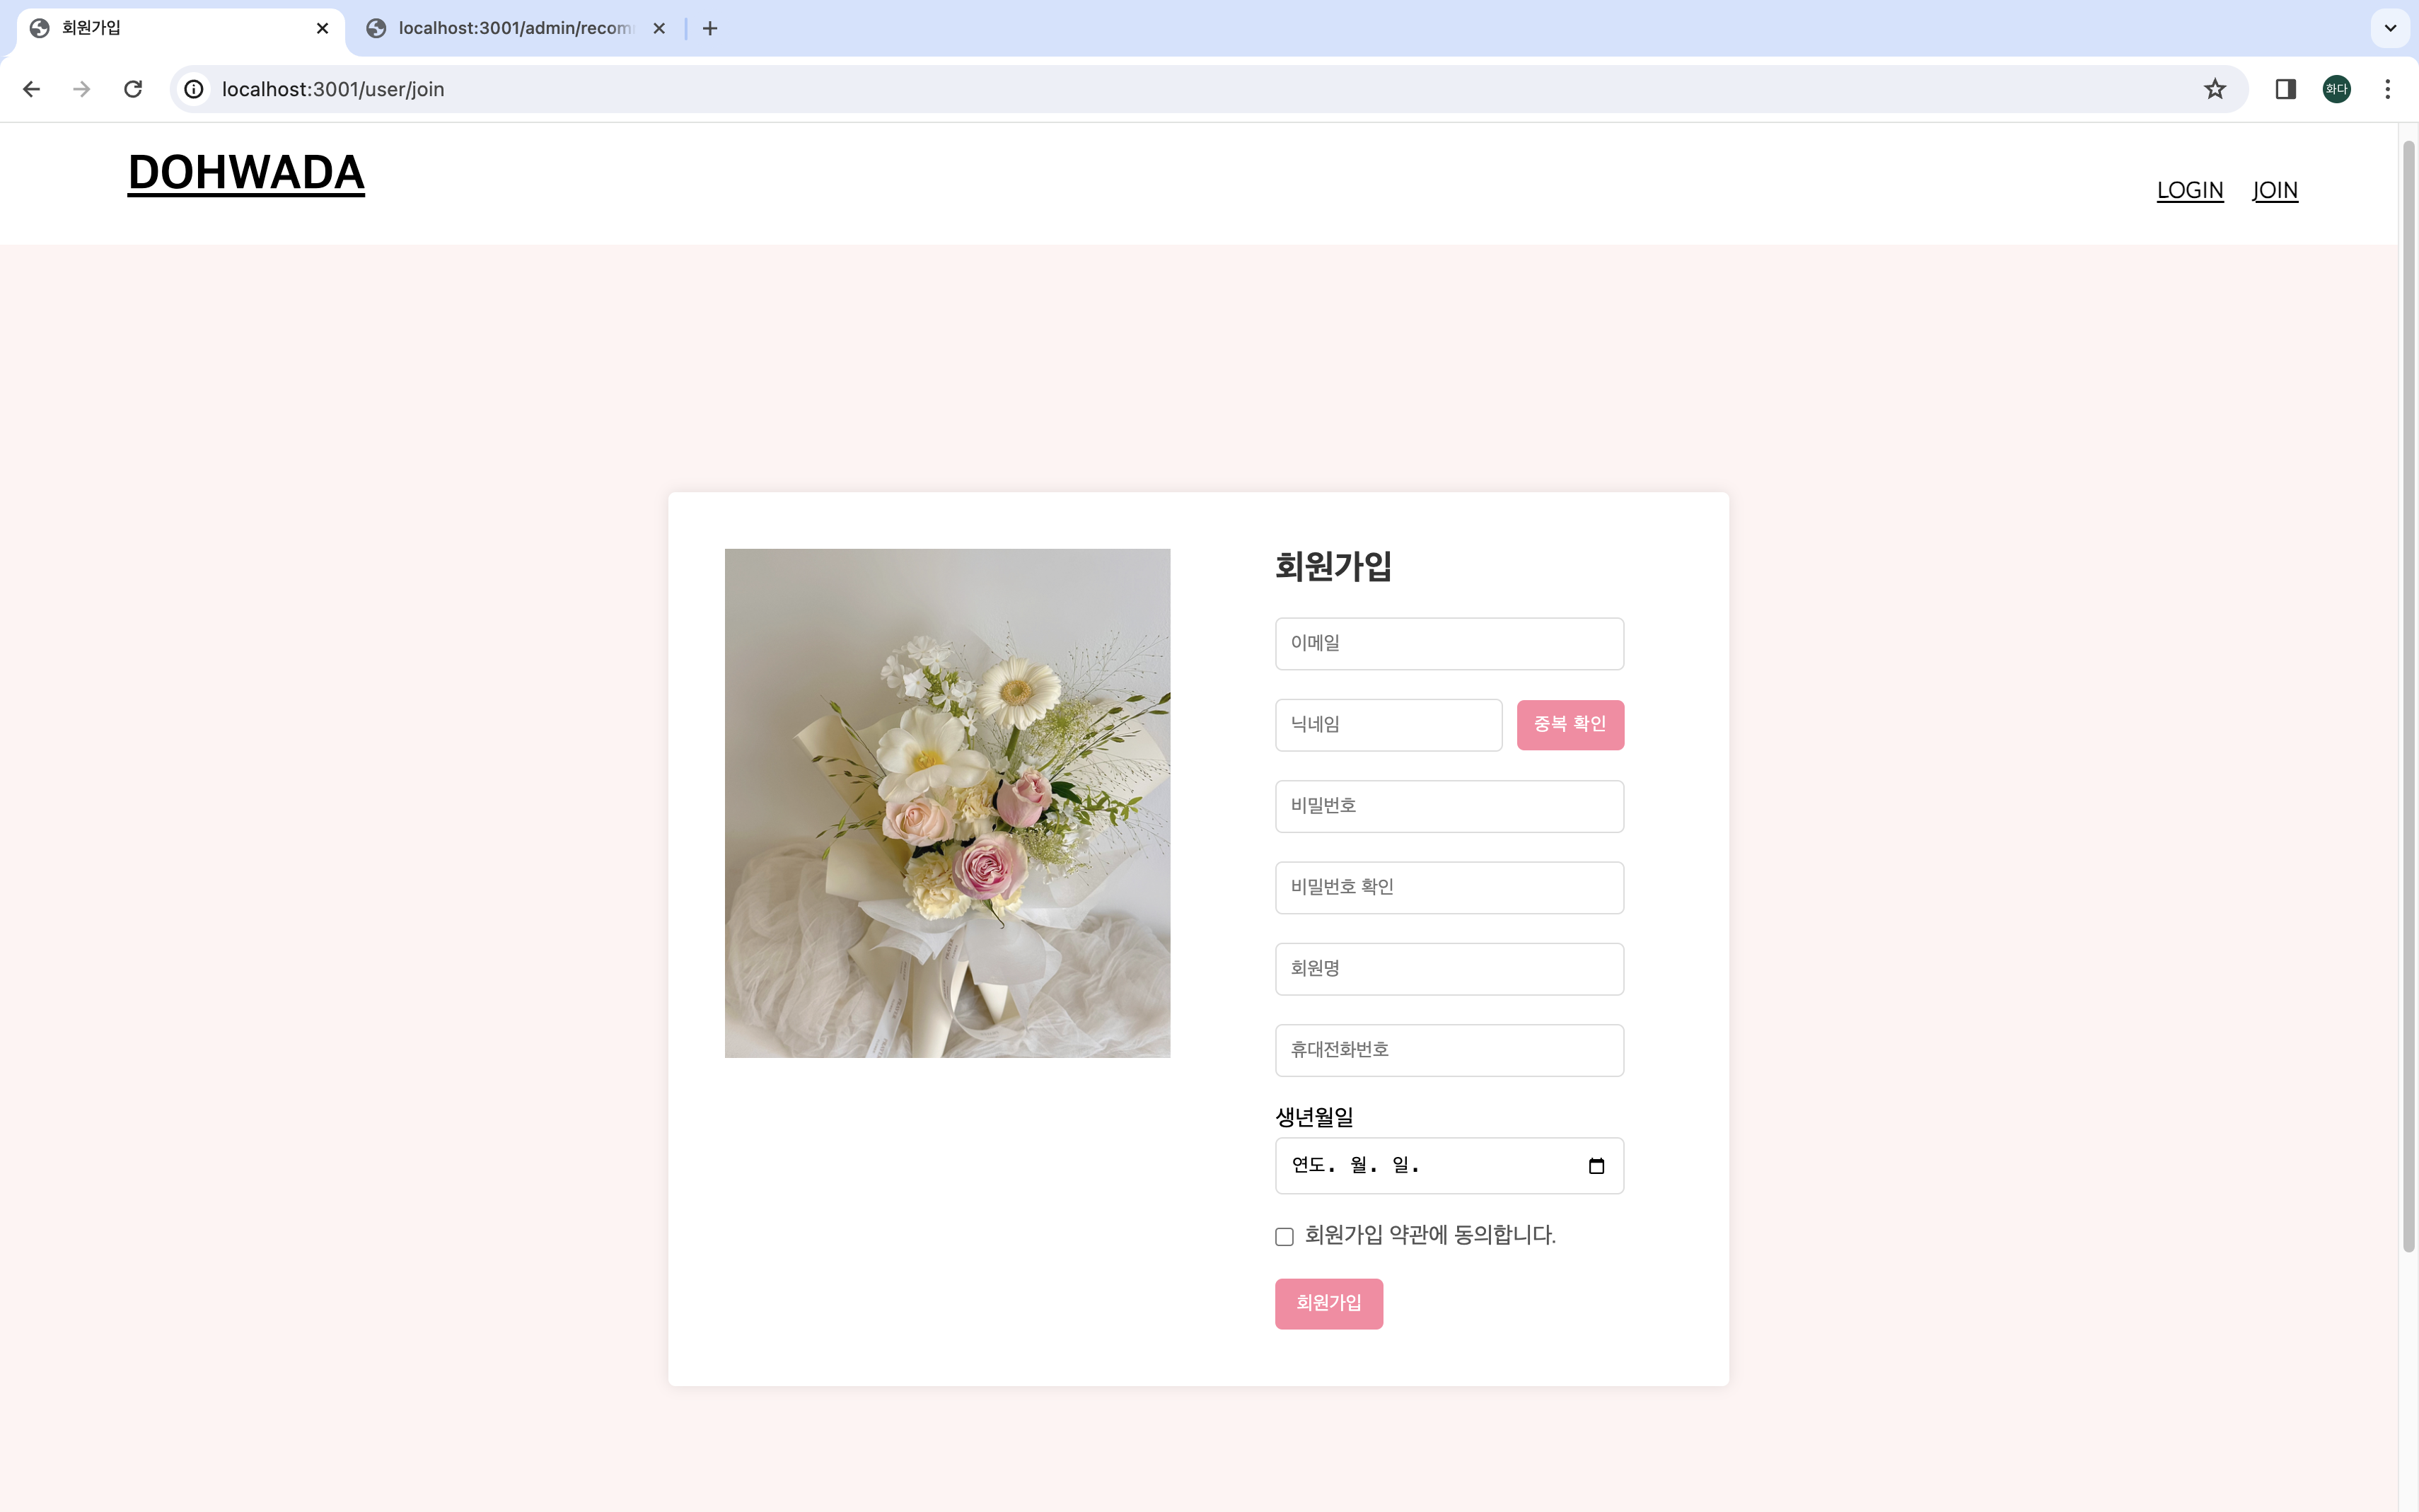 회원가입
localhost:3001/admin/recom
localhost:3001/user/join
화다
DOHWADA
LOGIN JOIN
회원가입
이메일
닉네임 중복 확인
비밀번호
비밀번호 확인
회원명
휴대전화번호
생년월일
연도. 월. 일.
회원가입 약관에 동의합니다.
회원가입